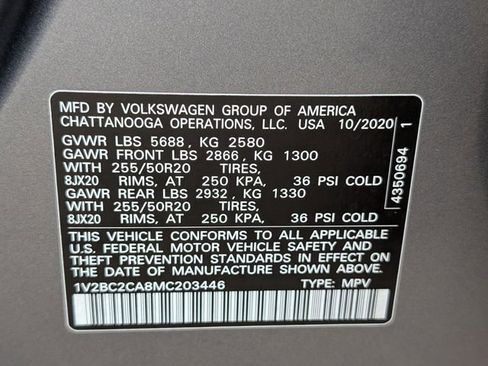 MFD BY VOLKSWAGEN GROUP OF AMERICA
CHATTANOOGA OPERATIONS, LLC. USA 10/2020
GVWR LBS 5688, KG 2580
GAWR FRONT LBS 2866, KG 1300
WITH 255/50R20 TIRES,
8JX20 RIMS, AT 250 KPA, 36 PSI COLD
GAWR REAR LBS 2932, KG 1330
WITH 255/50R20 TIRES,
8JX20 RIMS, AT 250 KPA, 36 PSI COLD
THIS VEHICLE CONFORMS TO ALL APPLICABLE
U.S. FEDERAL MOTOR VEHICLE SAFETY AND
THEFT PREVENTION STANDARDS IN EFFECT ON
THE DATE OF MANUFACTURE SHOWN ABOVE.
1V2BC2CA8MC203446 TYPE: MPV
4350694 1